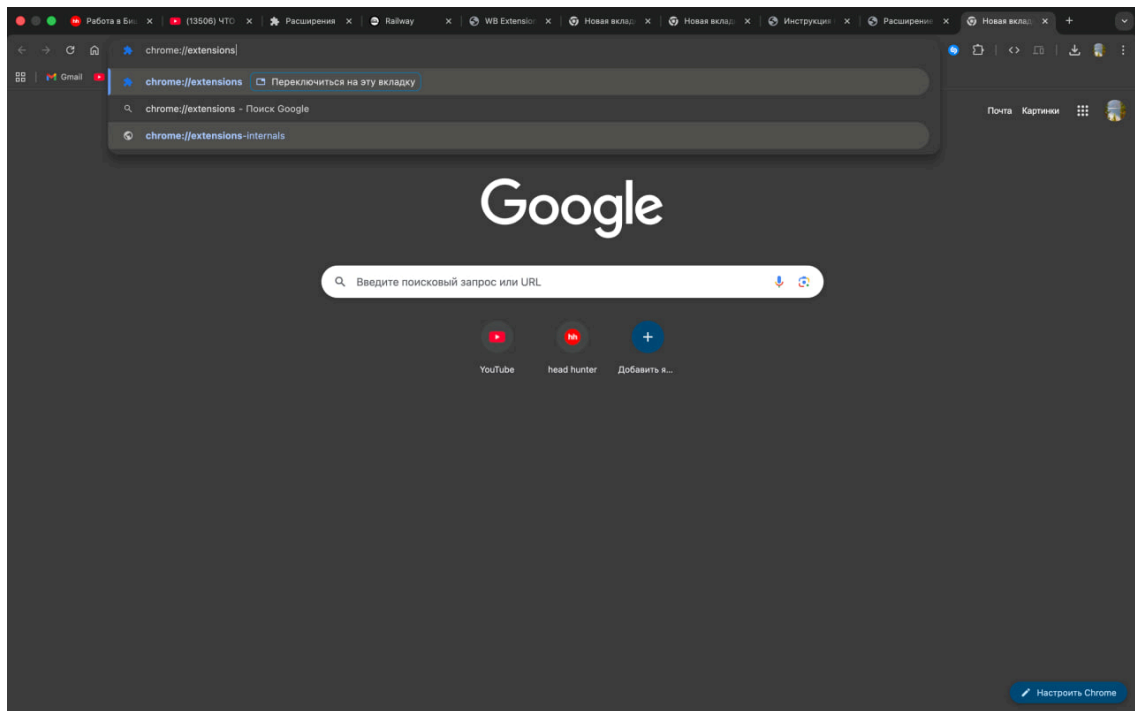 Работа в Би
(13506) ЧТО
Расширения
Railway
WB Extension
Новая вклад
Новая вклад
Инструкция
Расширение
Новая вклад
chrome://extensions
Gmail
chrome://extensions Переключиться на эту вкладку
chrome://extensions - Поиск Google
chrome://extensions-internals
Почта Картинки
Google
Введите поисковый запрос или URL
YouTube head hunter Добавить я...
Настроить Chrome